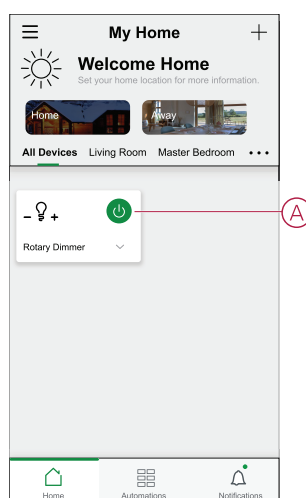 My Home
Welcome Home
Set your home location for more information.
Home
Away
All Devices Living Room Master Bedroom
Rotary Dimmer
A
Home Automations Notifications